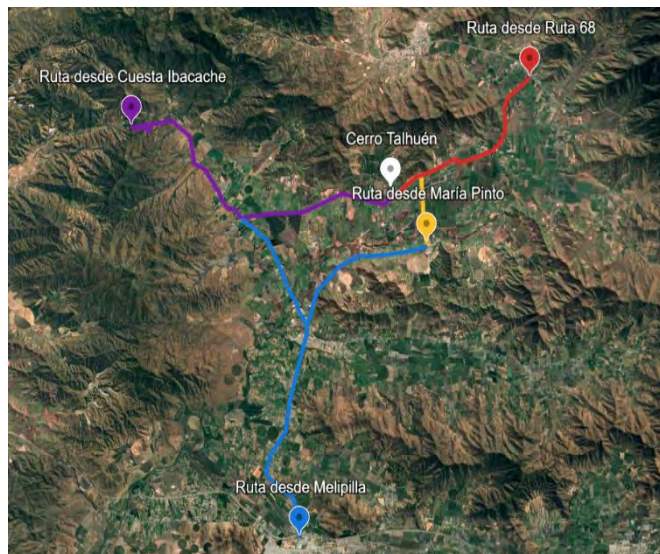 Ruta desde Ruta 68
Ruta desde Cuesta Ibacache
Cerro Talhuén
Ruta desde María Pinto
Ruta desde Melipilla